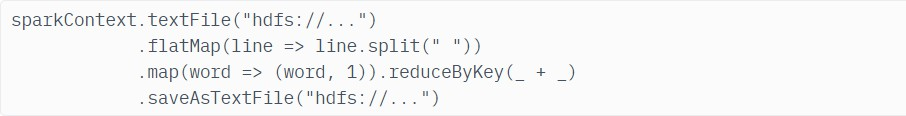 sparkContext.textFile("hdfs://...")
            .flatMap(line => line.split(" "))
            .map(word => (word, 1)).reduceByKey(_ + _)
            .saveAsTextFile("hdfs://...")